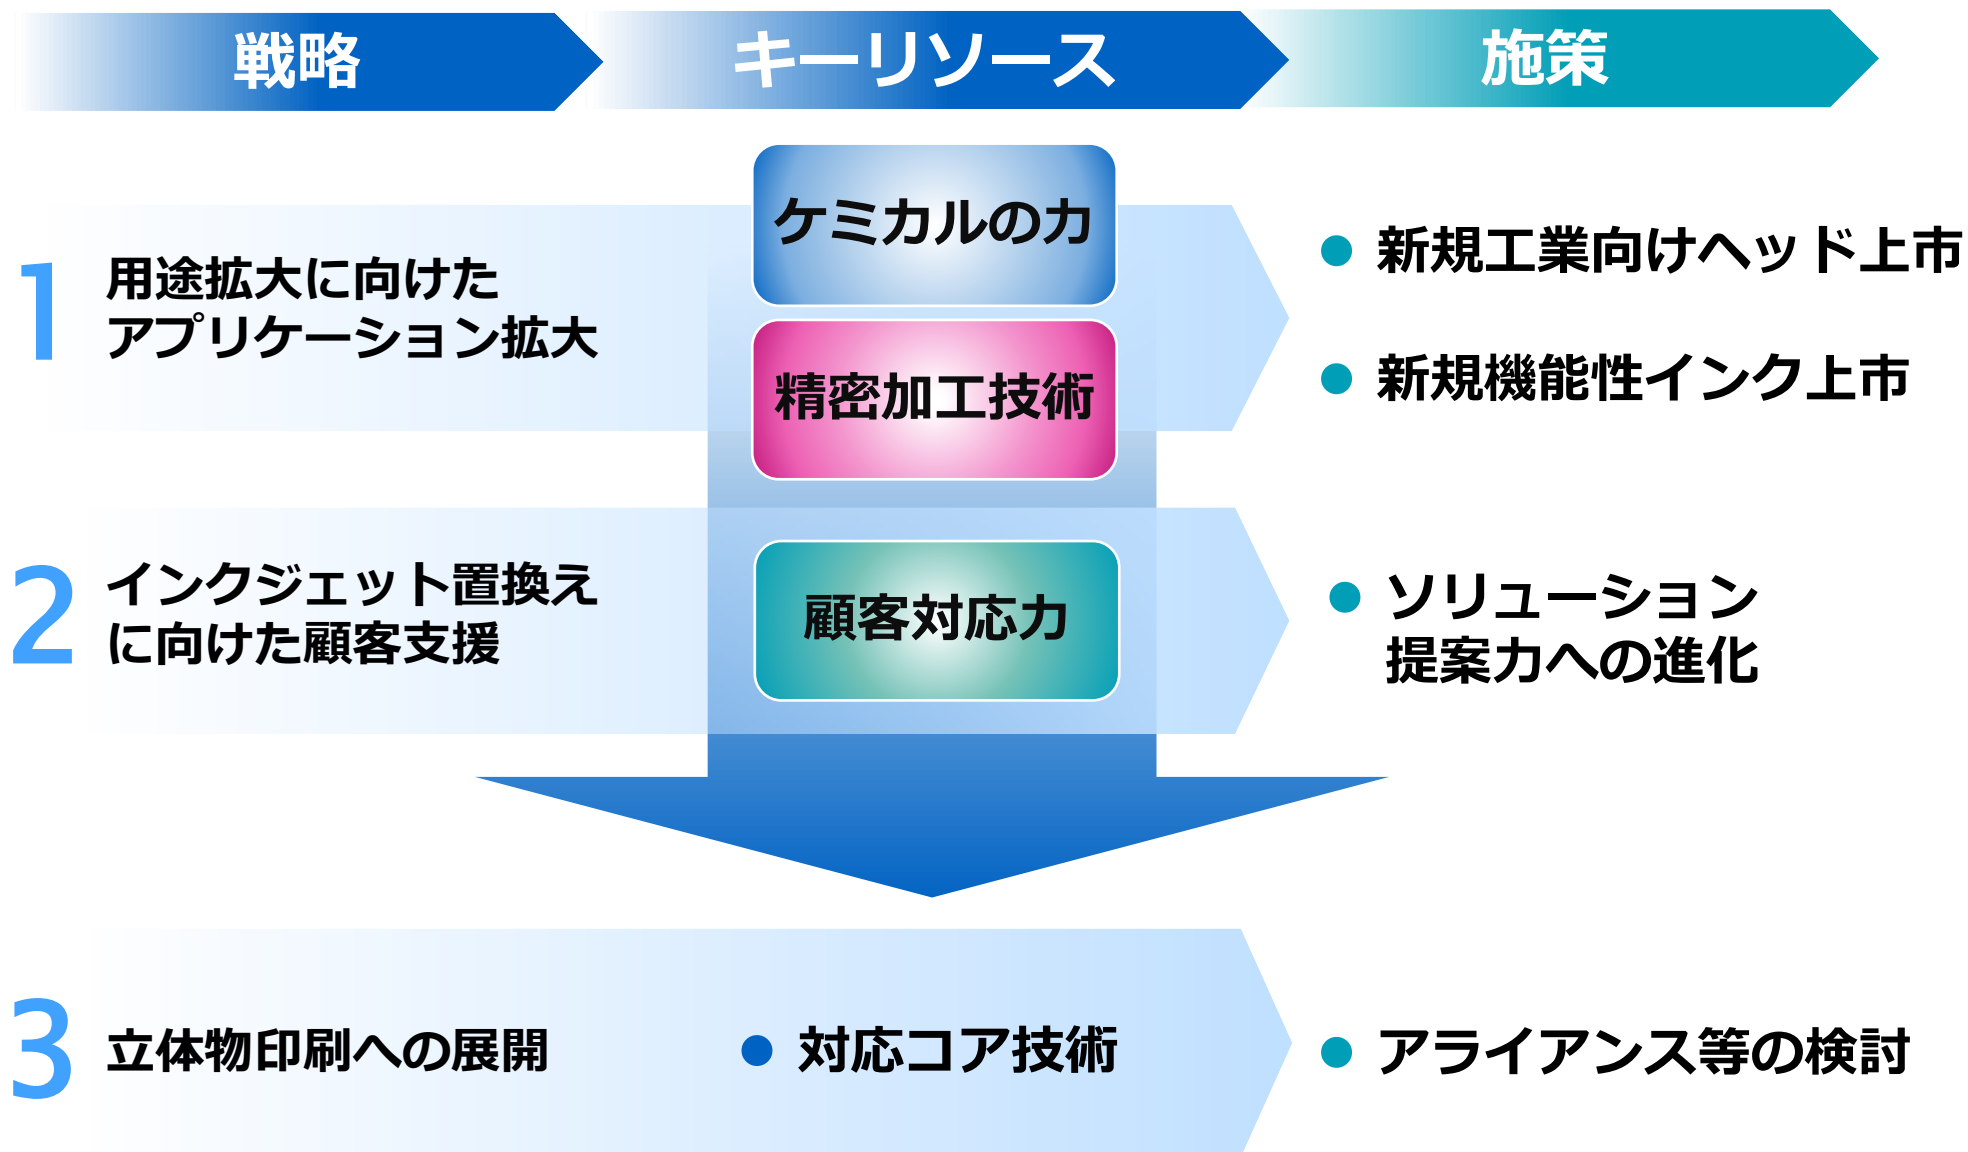 戦略
キーリソース
施策
1
用途拡大に向けた
アプリケーション拡大
ケミカルの力
精密加工技術
● 新規工業向けヘッド上市
● 新規機能性インク上市
2
インクジェット置換え
に向けた顧客支援
顧客対応力
● ソリューション
提案力への進化
3
立体物印刷への展開
● 対応コア技術
● アライアンス等の検討